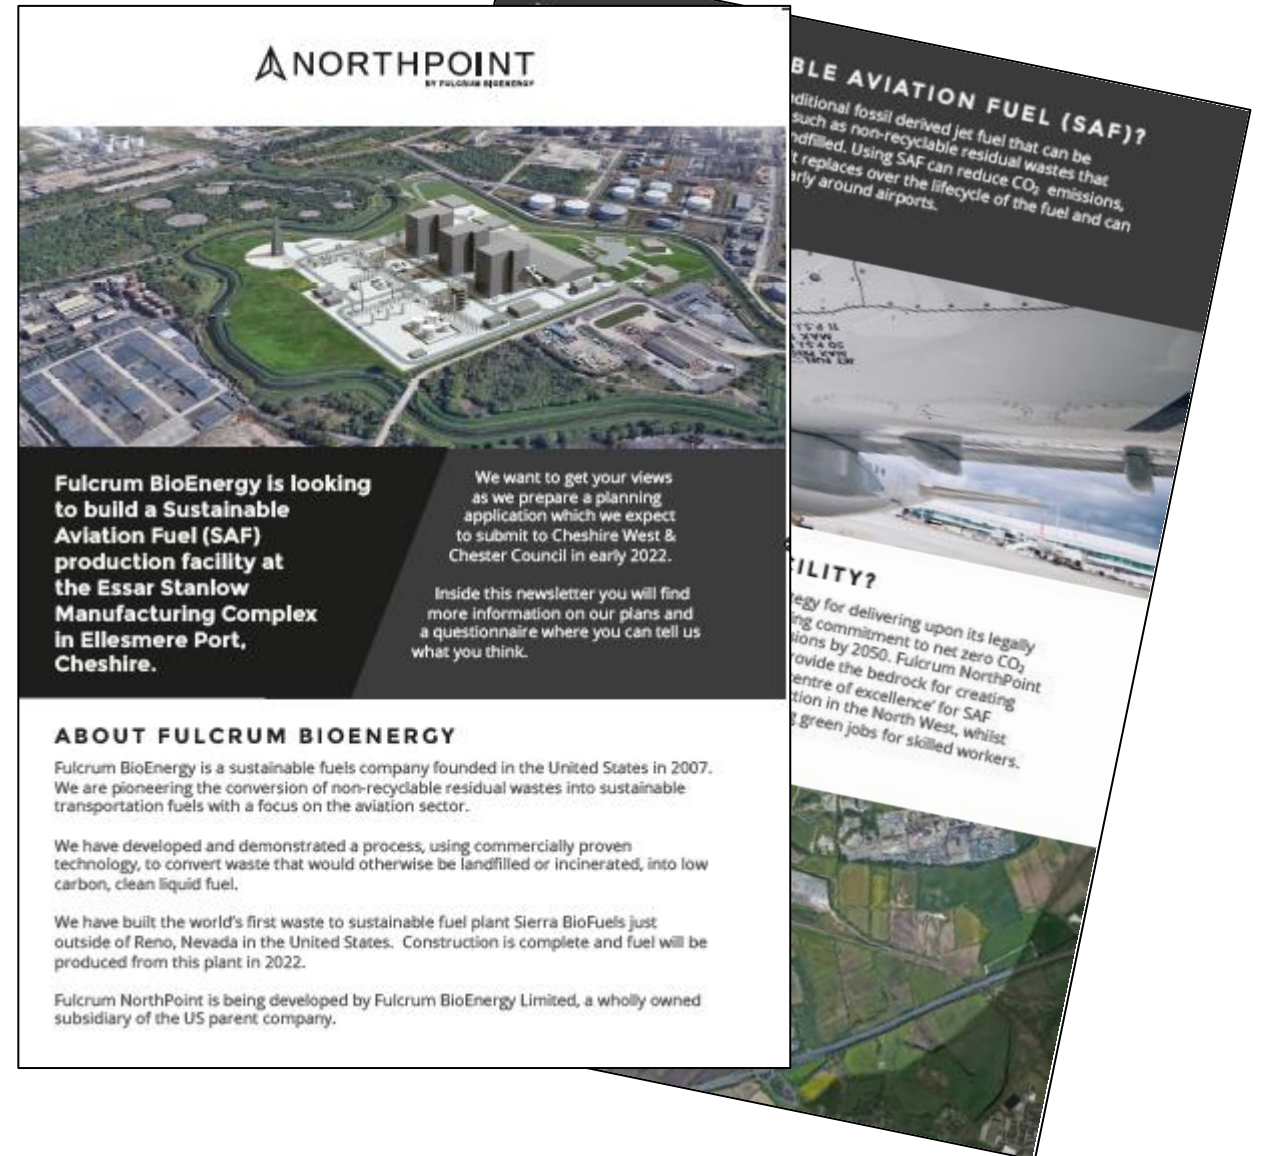 NORTHPOINT
BY FULCRUM BIOENERGY
Fulcrum BioEnergy is looking
to build a Sustainable
Aviation Fuel (SAF)
production facility at
the Essar Stanlow
Manufacturing Complex
in Ellesmere Port,
Cheshire.
We want to get your views
as we prepare a planning
application which we expect
to submit to Cheshire West &
Chester Council in early 2022.
Inside this newsletter you will find
more information on our plans and
a questionnaire where you can tell us
what you think.
ABOUT FULCRUM BIOENERGY
Fulcrum BioEnergy is a sustainable fuels company founded in the United States in 2007.
We are pioneering the conversion of non-recyclable residual wastes into sustainable
transportation fuels with a focus on the aviation sector.
We have developed and demonstrated a process, using commercially proven
technology, to convert waste that would otherwise be landfilled or incinerated, into low
carbon, clean liquid fuel.
We have built the world's first waste to sustainable fuel plant Sierra BioFuels just
outside of Reno, Nevada in the United States. Construction is complete and fuel will be
produced from this plant in 2022.
Fulcrum NorthPoint is being developed by Fulcrum BioEnergy Limited, a wholly owned
subsidiary of the US parent company.
BLE AVIATION FUEL (SAF)?
ditional fossil derived jet fuel that can be
such as non-recyclable residual wastes that
ndfilled. Using SAF can reduce CO₂ emissions,
t replaces over the lifecycle of the fuel and can
arly around airports.
ILITY?
egy for delivering upon its legally
ing commitment to net zero CO₂
sions by 2050. Fulcrum NorthPoint
rovide the bedrock for creating
entre of excellence' for SAF
ction in the North West, whilst
g green jobs for skilled workers.